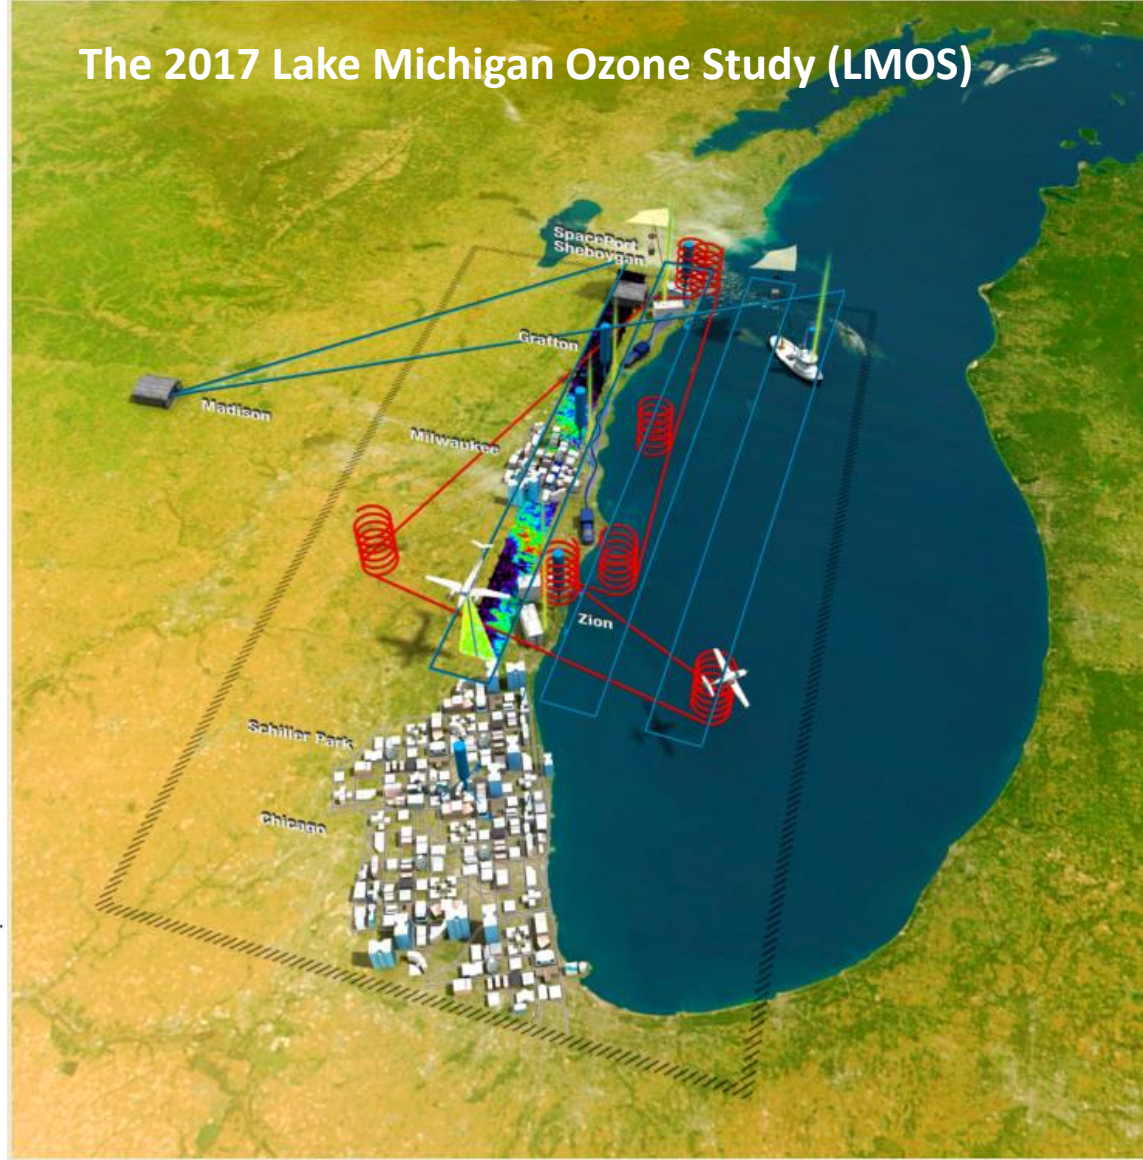 The 2017 Lake Michigan Ozone Study (LMOS)
SpacePort
Sheboygan
Grafton
Madison
Milwaukee
Zion
Schiller Park
Chicago